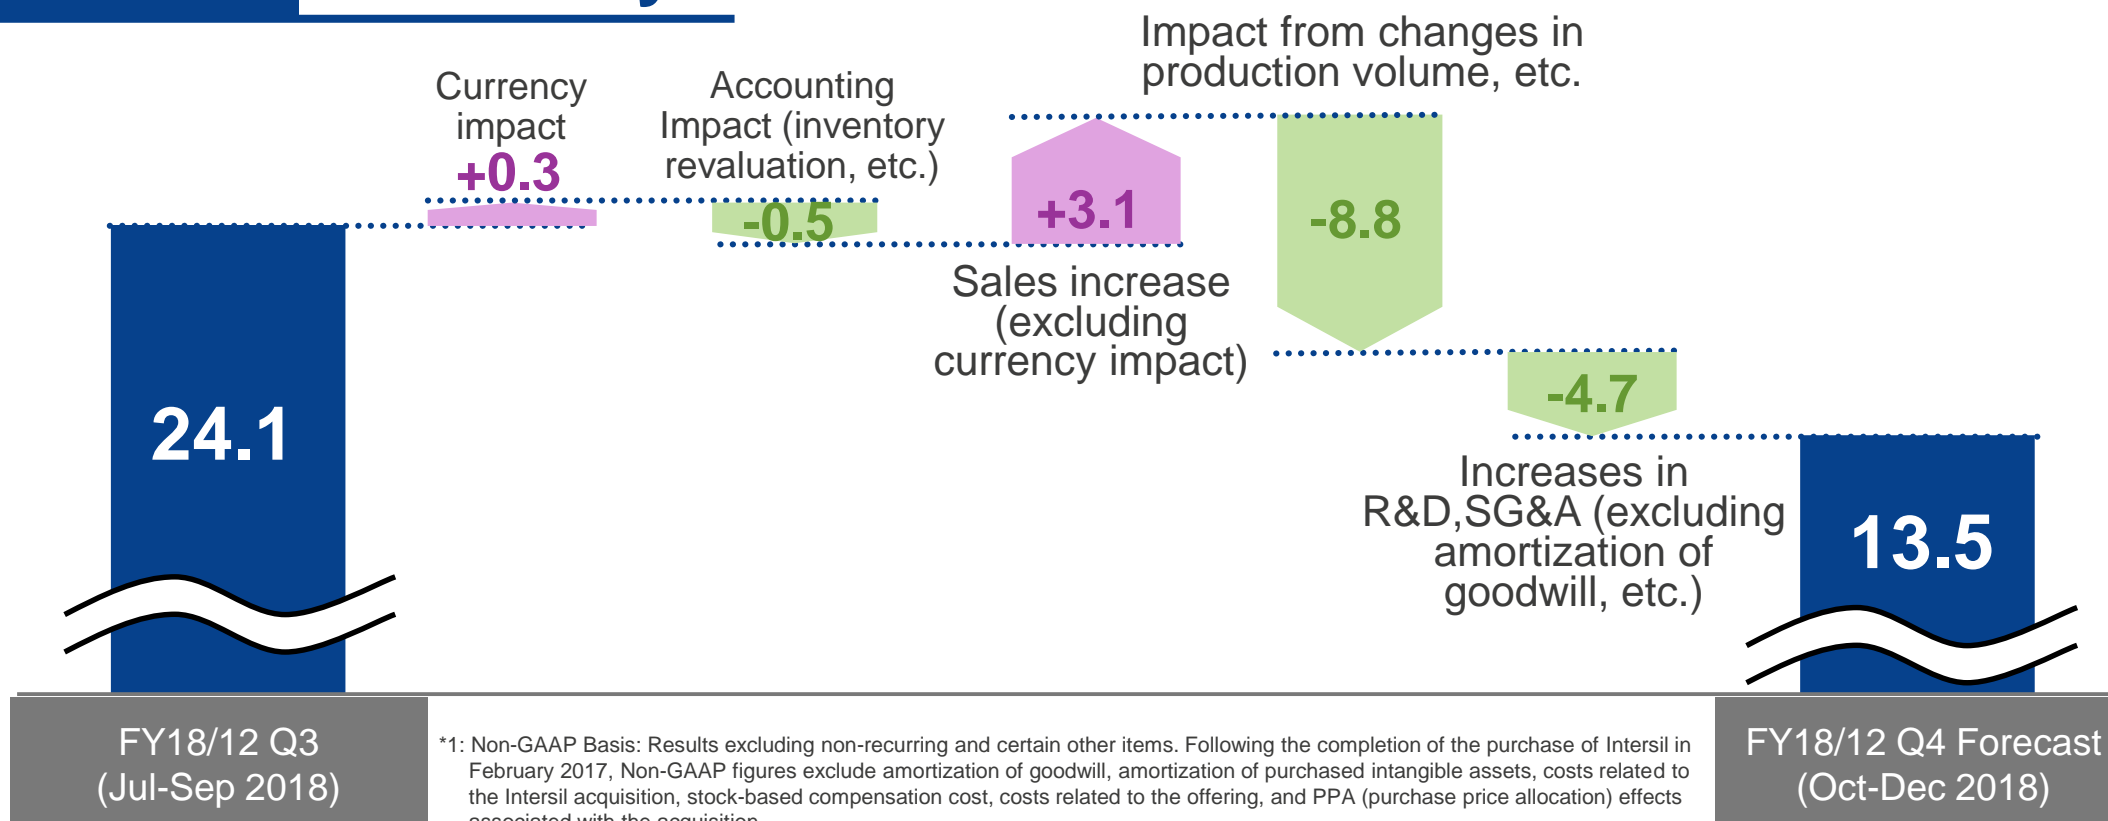 Impact from changes in
production volume, etc.
Currency
impact
+0.3
Accounting
Impact (inventory
revaluation, etc.)
-0.5
+3.1
-8.8
Sales increase
(excluding
currency impact)
-4.7
24.1
Increases in
R&D,SG&A (excluding
amortization of
goodwill, etc.)
13.5
FY18/12 Q3
(Jul-Sep 2018)
*1: Non-GAAP Basis: Results excluding non-recurring and certain other items. Following the completion of the purchase of Intersil in
February 2017, Non-GAAP figures exclude amortization of goodwill, amortization of purchased intangible assets, costs related to
the Intersil acquisition, stock-based compensation cost, costs related to the offering, and PPA (purchase price allocation) effects
associated with the acquisition
FY18/12 Q4 Forecast
(Oct-Dec 2018)